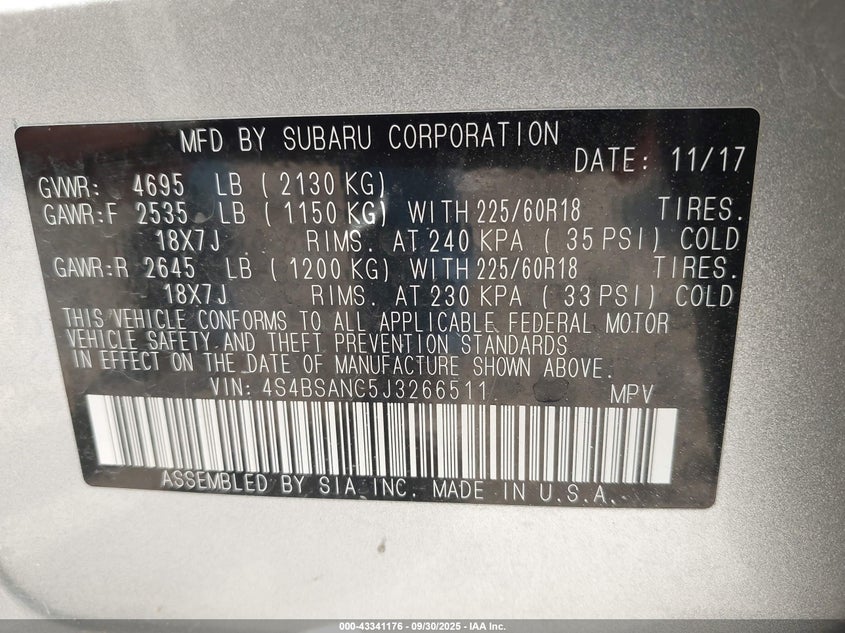 MFD BY SUBARU CORPORATION
DATE: 11/17
GVWR: 4695 LB ( 2130 KG)
GAWR:F 2535 LB ( 1150 KG) WITH 225/60R18 TIRES.
18X7J RIMS. AT 240 KPA ( 35 PSI) COLD
GAWR:R 2645 LB ( 1200 KG) WITH 225/60R18 TIRES.
18X7J RIMS. AT 230 KPA ( 33 PSI) COLD
THIS VEHICLE CONFORMS TO ALL APPLICABLE FEDERAL MOTOR
VEHICLE SAFETY AND THEFT PREVENTION STANDARDS
IN EFFECT ON THE DATE OF MANUFACTURE SHOWN ABOVE.
VIN: 4S4BSANC5J3266511 MPV
ASSEMBLED BY SIA INC. MADE IN U.S.A.
000-43341176 - 09/30/2025 - IAA Inc.